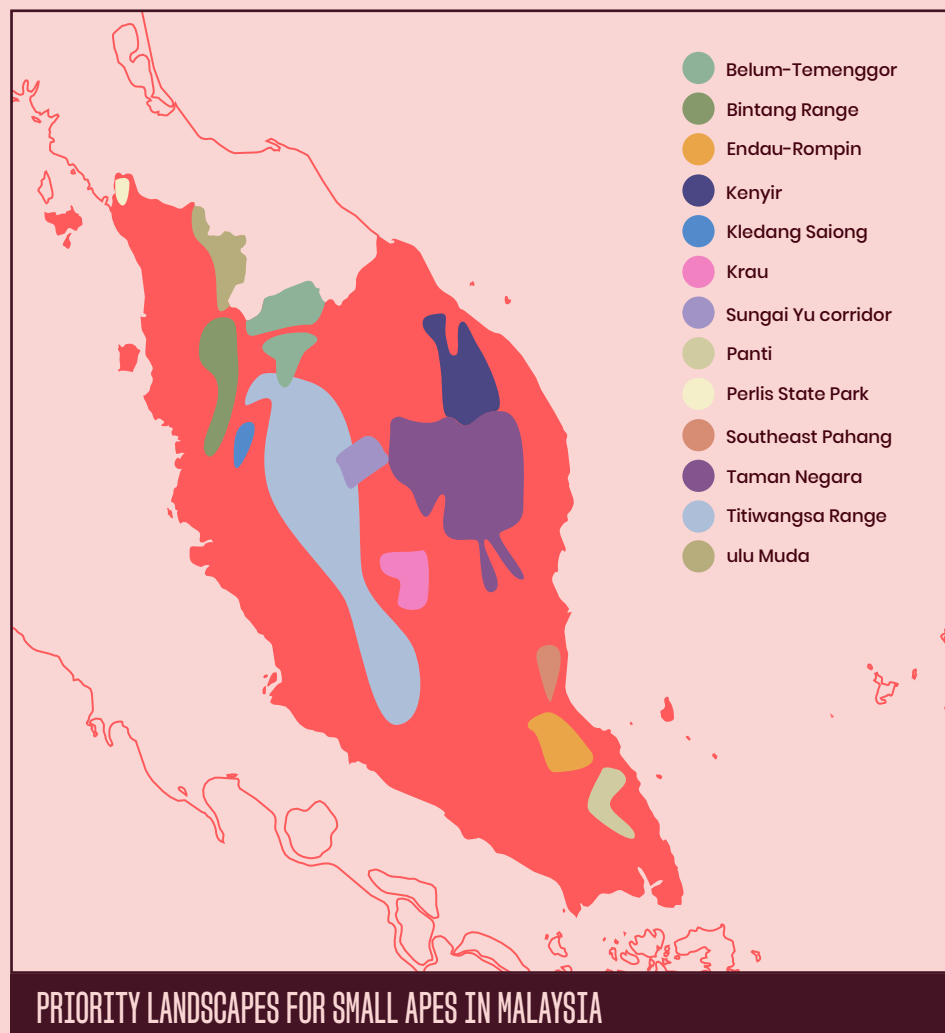 Belum-Temenggor
Bintang Range
Endau-Rompin
Kenyir
Kledang Saiong
Krau
Sungai Yu corridor
Panti
Perlis State Park
Southeast Pahang
Taman Negara
Titiwangsa Range
ulu Muda
PRIORITY LANDSCAPES FOR SMALL APES IN MALAYSIA